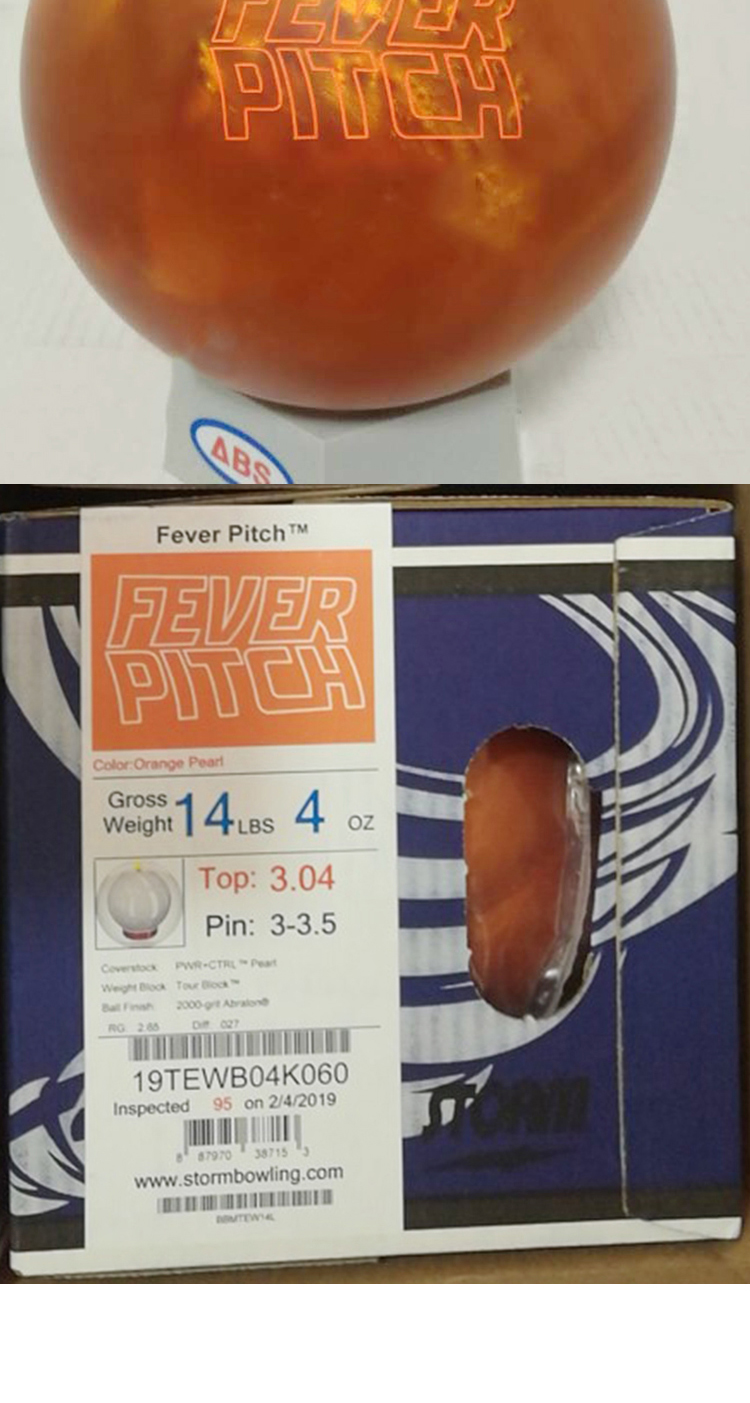 FEVER
PITCH
ABS
Fever Pitch™
FEVER
PITCH
Color:Orange Pearl
Gross Weight 14 LBS 4 OZ
Top: 3.04
Pin: 3-3.5
Coverstock: PWR+CTRL™ Pearl
Weight Block Tour Block™
Ball Finish: 2000-grit Abralon®
RG: 2.65 Diff: .027
19TEWB04K060
Inspected 95 on 2/4/2019
8 87970 38715 3
www.stormbowling.com
BBMTEW14L
STORM